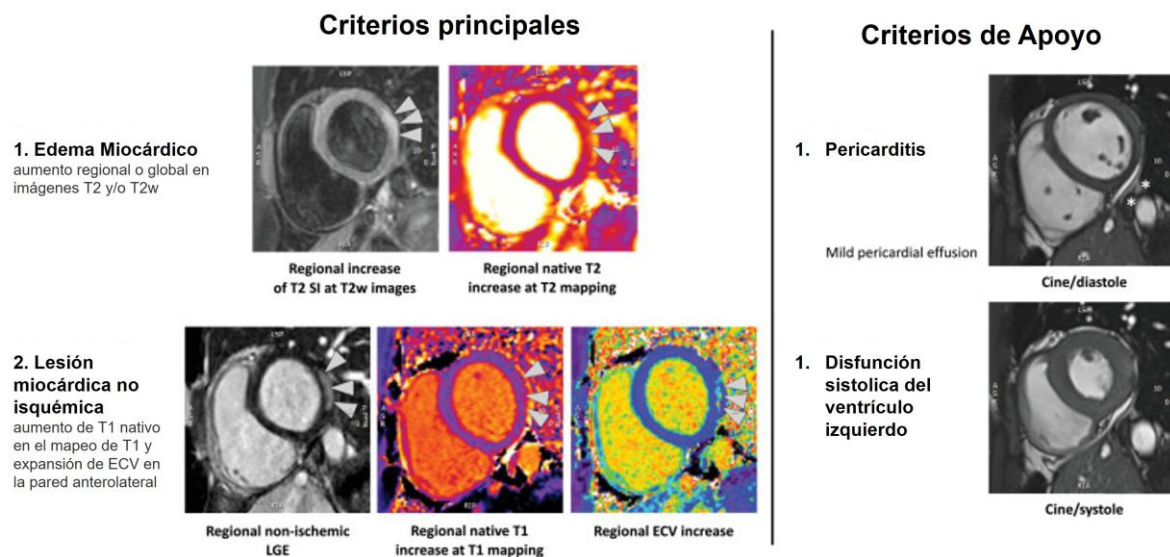 Criterios principales
1. Edema Miocárdico
aumento regional o global en
imágenes T2 y/o T2w
Regional increase
of T2 SI at T2w images
Regional native T2
increase at T2 mapping
2. Lesión
miocárdica no
isquémica
aumento de T1 nativo
en el mapeo de T1 y
expansión de ECV en
la pared anterolateral
Regional non-ischemic
LGE
Regional native T1
increase at T1 mapping
Regional ECV increase
Criterios de Apoyo
1. Pericarditis
Mild pericardial effusion
Cine/diastole
1. Disfunción
sistolica del
ventrículo
izquierdo
Cine/systole